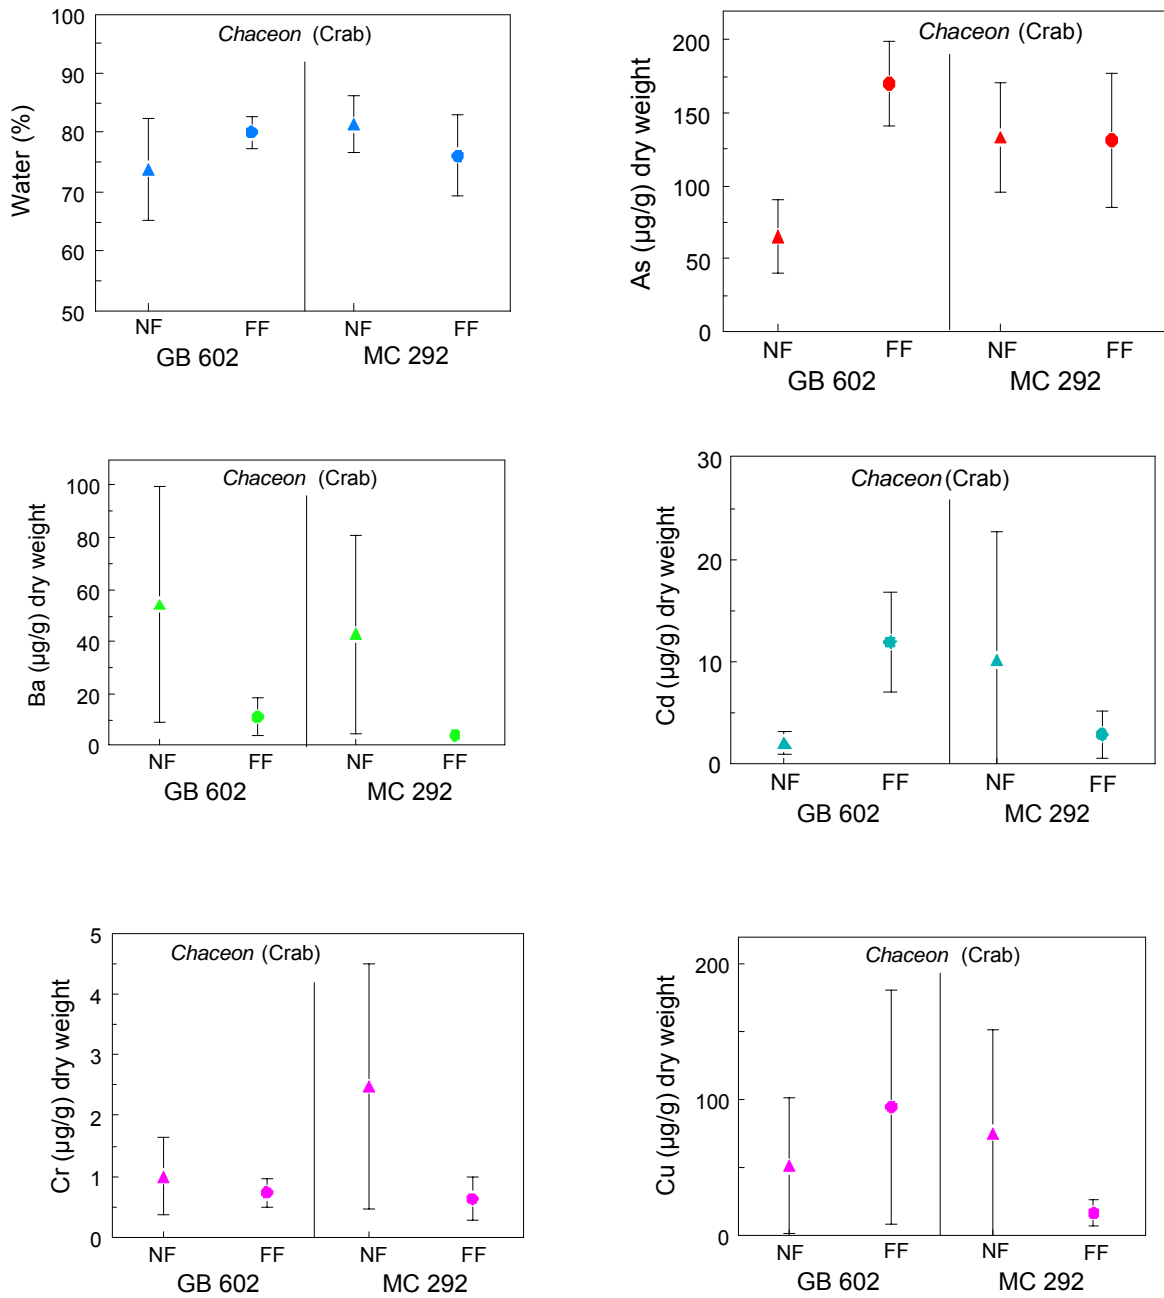 Chaceon (Crab)
Water (%)
100
90
80
70
60
50
NF FF NF FF
GB 602 MC 292
Chaceon (Crab)
As (µg/g) dry weight
200
150
100
50
0
NF FF NF FF
GB 602 MC 292
Chaceon (Crab)
Ba (µg/g) dry weight
100
80
60
40
20
0
NF FF NF FF
GB 602 MC 292
Chaceon (Crab)
Cd (µg/g) dry weight
30
20
10
0
NF FF NF FF
GB 602 MC 292
Chaceon (Crab)
Cr (µg/g) dry weight
5
4
3
2
1
0
NF FF NF FF
GB 602 MC 292
Chaceon (Crab)
Cu (µg/g) dry weight
200
100
0
NF FF NF FF
GB 602 MC 292